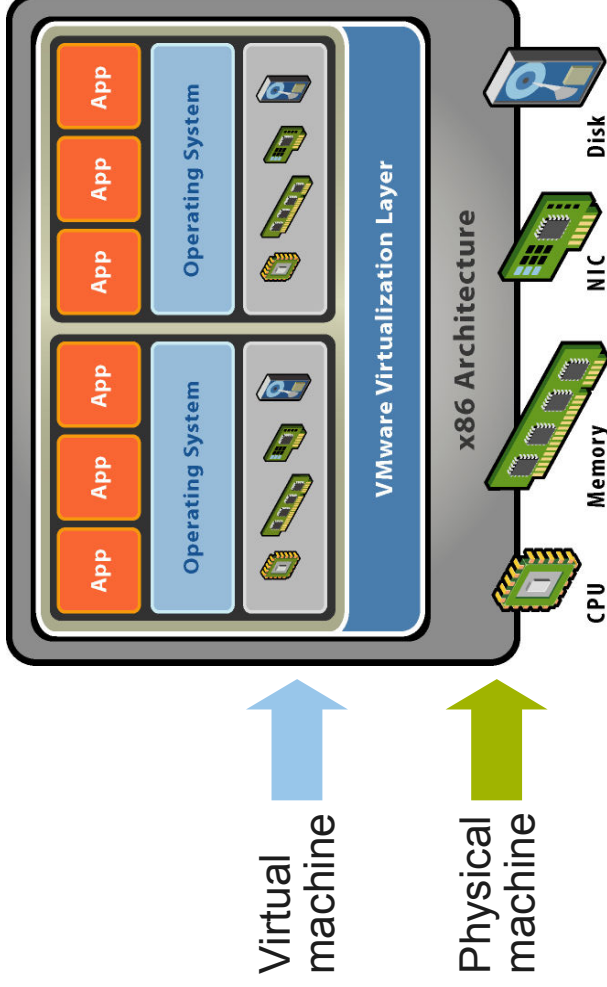 App App App App App App
Operating System Operating System
VMware Virtualization Layer
x86 Architecture
CPU Memory NIC Disk
Virtual
machine
Physical
machine